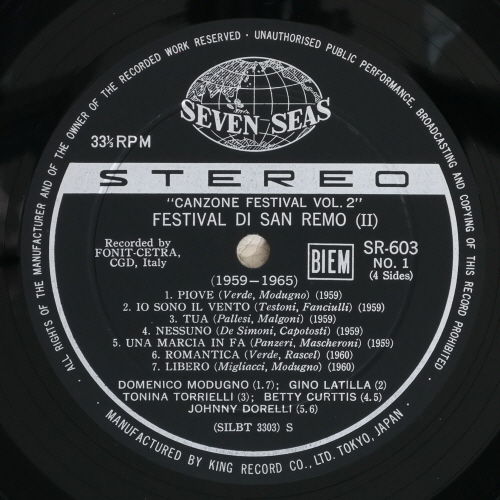 ALL RIGHTS OF THE MANUFACTURER AND OF THE OWNER OF THE RECORDED WORK RESERVED · UNAUTHORISED PUBLIC PERFORMANCE, BROADCASTING AND COPYING OF THIS RECORD PROHIBITED ·
SEVEN SEAS
33⅓ RPM
STEREO
"CANZONE FESTIVAL VOL. 2"
FESTIVAL DI SAN REMO (II)
Recorded by
FONIT-CETRA,
CGD, Italy
BIEM
SR-603
NO. 1
(4 Sides)
(1959—1965)
1. PIOVE (Verde, Modugno) (1959)
2. IO SONO IL VENTO (Testoni, Fanciulli) (1959)
3. TUA (Pallesi, Malgoni) (1959)
4. NESSUNO (De Simoni, Capotosti) (1959)
5. UNA MARCIA IN FA (Panzeri, Mascheroni) (1959)
6. ROMANTICA (Verde, Rascel) (1960)
7. LIBERO (Migliacci, Modugno) (1960)
DOMENICO MODUGNO (1.7); GINO LATILLA (2)
TONINA TORRIELLI (3); BETTY CURTTIS (4.5)
JOHNNY DORELLI (5.6)
(SILBT 3303) S
MANUFACTURED BY KING RECORD CO., LTD. TOKYO, JAPAN ·